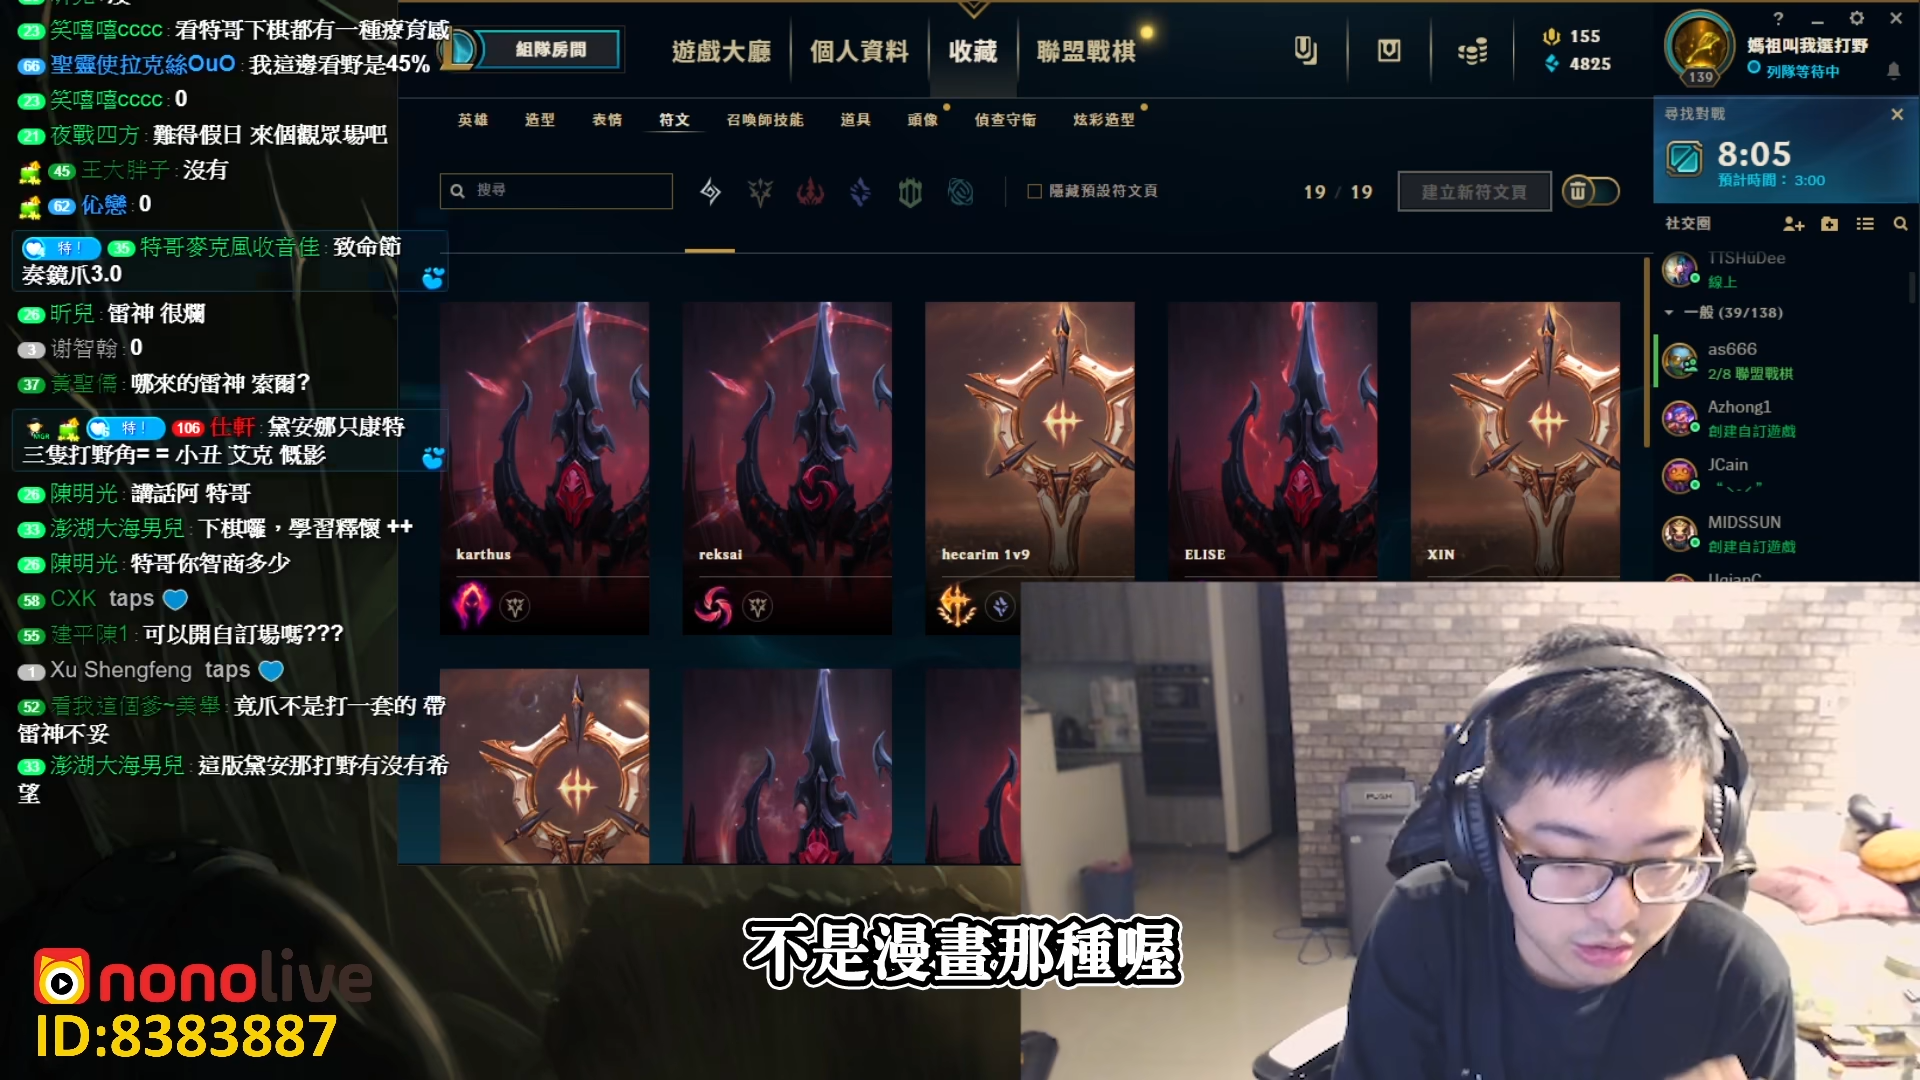 23 笑嘻嘻cccc : 看特哥下棋都有一種療育感
66 聖靈使拉克絲OuO : 我這邊看野是45%
23 笑嘻嘻cccc : 0
21 夜戰四方 : 難得假日 來個觀眾場吧
45 王大胖子 : 沒有
62 伈戀 : 0
特! 35 特哥麥克風收音佳 : 致命節
奏鏡爪3.0
26 昕兒 : 雷神 很爛
3 谢智翰 : 0
37 黃聖儒 : 哪來的雷神 索爾?
特! 106 仕軒 : 黛安娜只康特
三隻打野角= = 小丑 艾克 慨影
26 陳明光 : 講話阿 特哥
33 澎湖大海男兒 : 下棋囉，學習釋懷 ++
26 陳明光 : 特哥你智商多少
58 CXK taps
55 建平陳1 : 可以開自訂場嗎???
1 Xu Shengfeng taps
52 看我這個爹~美舉 : 竟爪不是打一套的 帶
雷神不妥
33 澎湖大海男兒 : 這版黛安那打野有沒有希
望
nonolive
ID:8383887
組隊房間
遊戲大廳
個人資料
收藏
聯盟戰棋
155
4825
139
媽祖叫我選打野
列隊等待中
英雄
造型
表情
符文
召喚師技能
道具
頭像
偵查守衛
炫彩造型
搜尋
隱藏預設符文頁
19 / 19
建立新符文頁
karthus
reksai
hecarim 1v9
ELISE
XIN
尋找對戰
8:05
預計時間： 3:00
社交圈
TTSHuDee
線上
一般 (39/138)
as666
2/8 聯盟戰棋
Azhong1
創建自訂遊戲
JCain
MIDSSUN
創建自訂遊戲
PUSH
不是漫畫那種喔